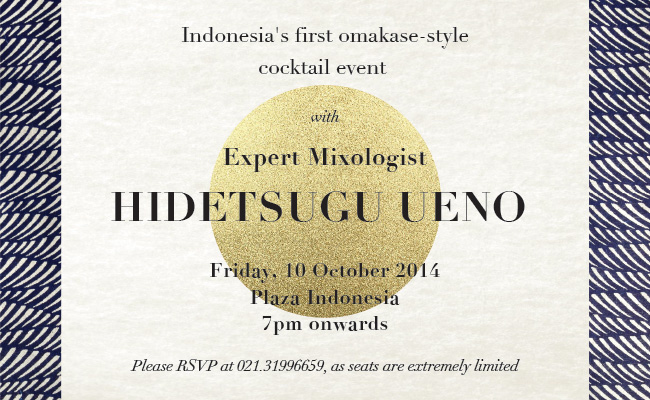 Indonesia's first omakase-style
cocktail event
with
Expert Mixologist
HIDETSUGU UENO
Friday, 10 October 2014
Plaza Indonesia
7pm onwards
Please RSVP at 021.31996659, as seats are extremely limited